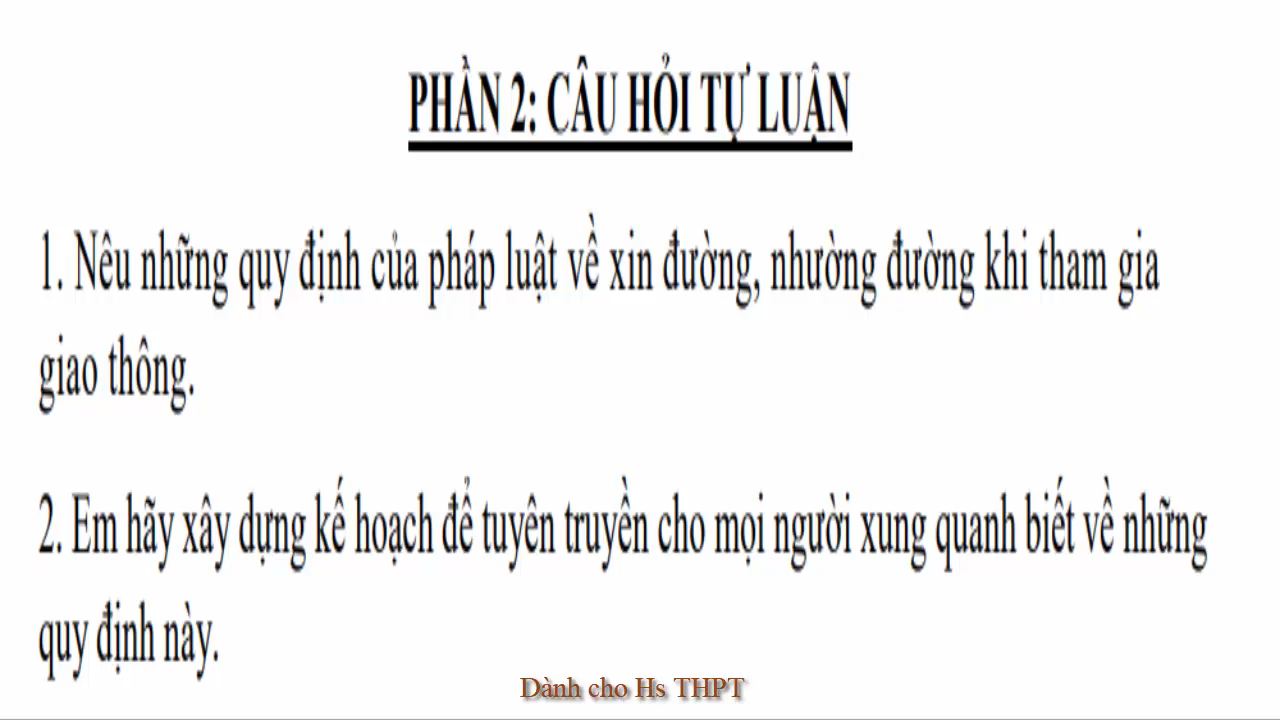 PHẦN 2: CÂU HỎI TỰ LUẬN
1. Nêu những quy định của pháp luật về xin đường, nhường đường khi tham gia
giao thông.
2. Em hãy xây dựng kế hoạch để tuyên truyền cho mọi người xung quanh biết về những
quy định này.
Dành cho Hs THPT